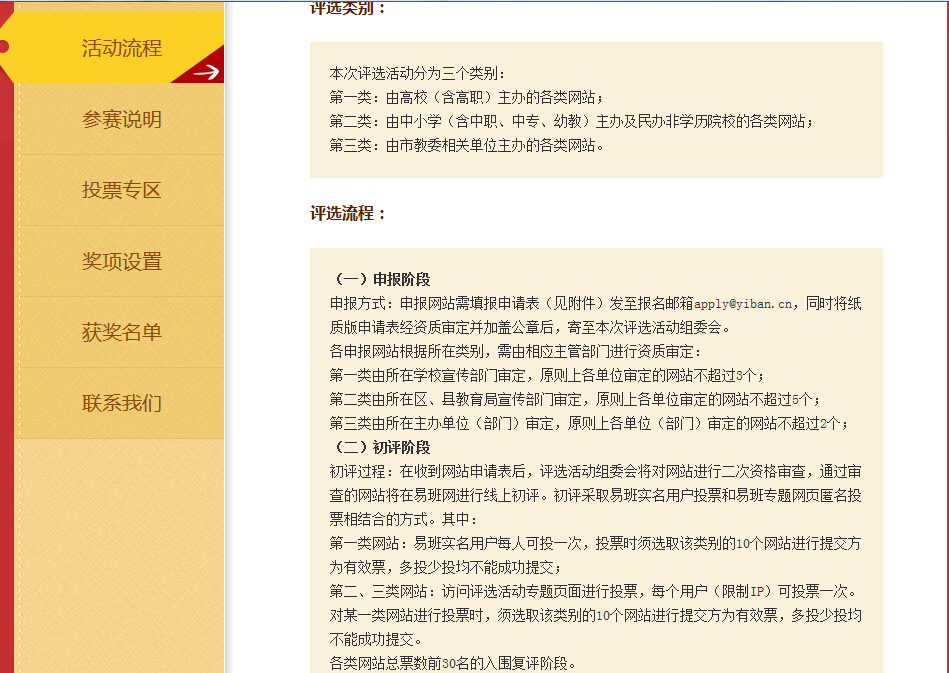 活动流程
参赛说明
投票专区
奖项设置
获奖名单
联系我们
评选类别：
本次评选活动分为三个类别：
第一类：由高校（含高职）主办的各类网站；
第二类：由中小学（含中职、中专、幼教）主办及民办非学历院校的各类网站；
第三类：由市教委相关单位主办的各类网站。
评选流程：
（一）申报阶段
申报方式：申报网站需填报申请表（见附件）发至报名邮箱apply@yiban.cn，同时将纸
质版申请表经资质审定并加盖公章后，寄至本次评选活动组委会。
各申报网站根据所在类别，需由相应主管部门进行资质审定：
第一类由所在学校宣传部门审定，原则上各单位审定的网站不超过3个；
第二类由所在区、县教育局宣传部门审定，原则上各单位审定的网站不超过5个；
第三类由所在主办单位（部门）审定，原则上各单位（部门）审定的网站不超过2个；
（二）初评阶段
初评过程：在收到网站申请表后，评选活动组委会将对网站进行二次资格审查，通过审
查的网站将在易班网进行线上初评。初评采取易班实名用户投票和易班专题网页匿名投
票相结合的方式。其中：
第一类网站：易班实名用户每人可投一次，投票时须选取该类别的10个网站进行提交方
为有效票，多投少投均不能成功提交；
第二、三类网站：访问评选活动专题页面进行投票，每个用户（限制IP）可投票一次。
对某一类网站进行投票时，须选取该类别的10个网站进行提交方为有效票，多投少投均
不能成功提交。
各类网站总票数前30名的入围复评阶段。